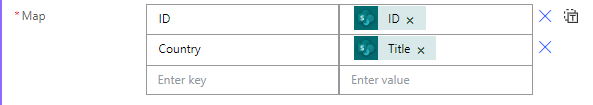 * Map
ID ID ×
Country Title ×
Enter key Enter value